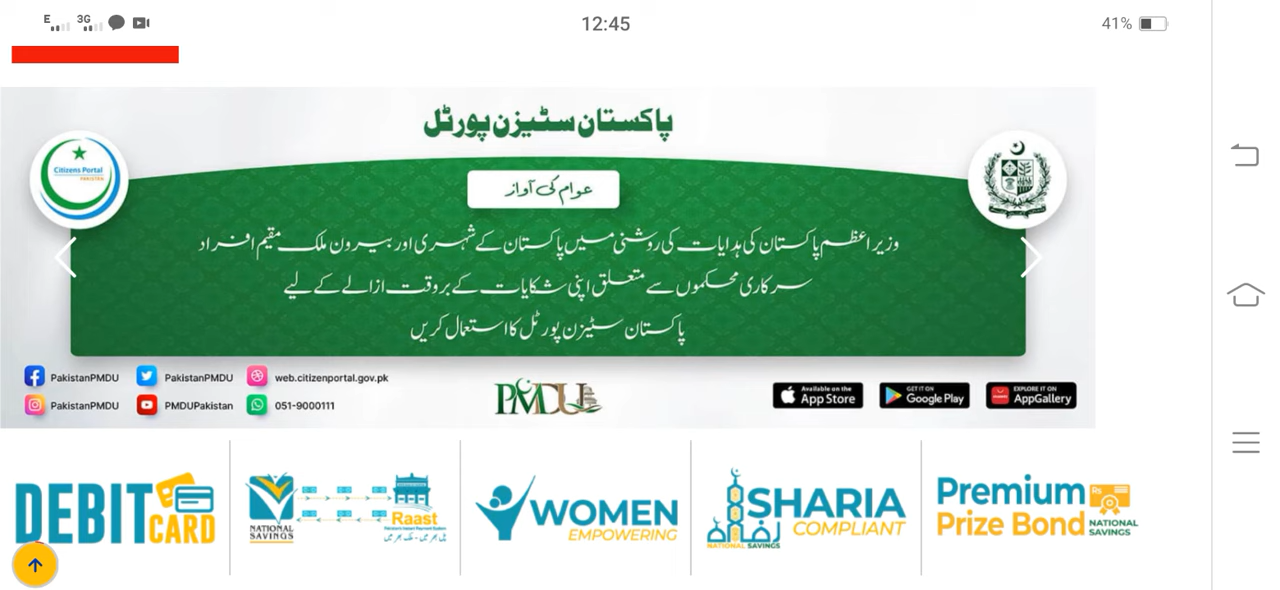 E 3G 12:45 41%
پاکستان سٹیزن پورٹل
Citizens Portal
PAKISTAN
عوام کی آواز
وزیراعظم پاکستان کی ہدایات کی روشنی میں پاکستان کے شہری اور بیرون ملک مقیم افراد
سرکاری محکموں سے متعلق اپنی شکایات کے بروقت ازالے کے لیے
پاکستان سٹیزن پورٹل کا استعمال کریں
PakistanPMDU PakistanPMDU web.citizenportal.gov.pk
PakistanPMDU PMDUPakistan 051-9000111
PMDU
Available on the
App Store
GET IT ON
Google Play
EXPLORE IT ON
AppGallery
DEBIT
CARD
NATIONAL
SAVINGS
Raast
WOMEN
EMPOWERING
SHARIA
COMPLIANT
NATIONAL SAVINGS
Premium
Prize Bond
Rs
NATIONAL
SAVINGS